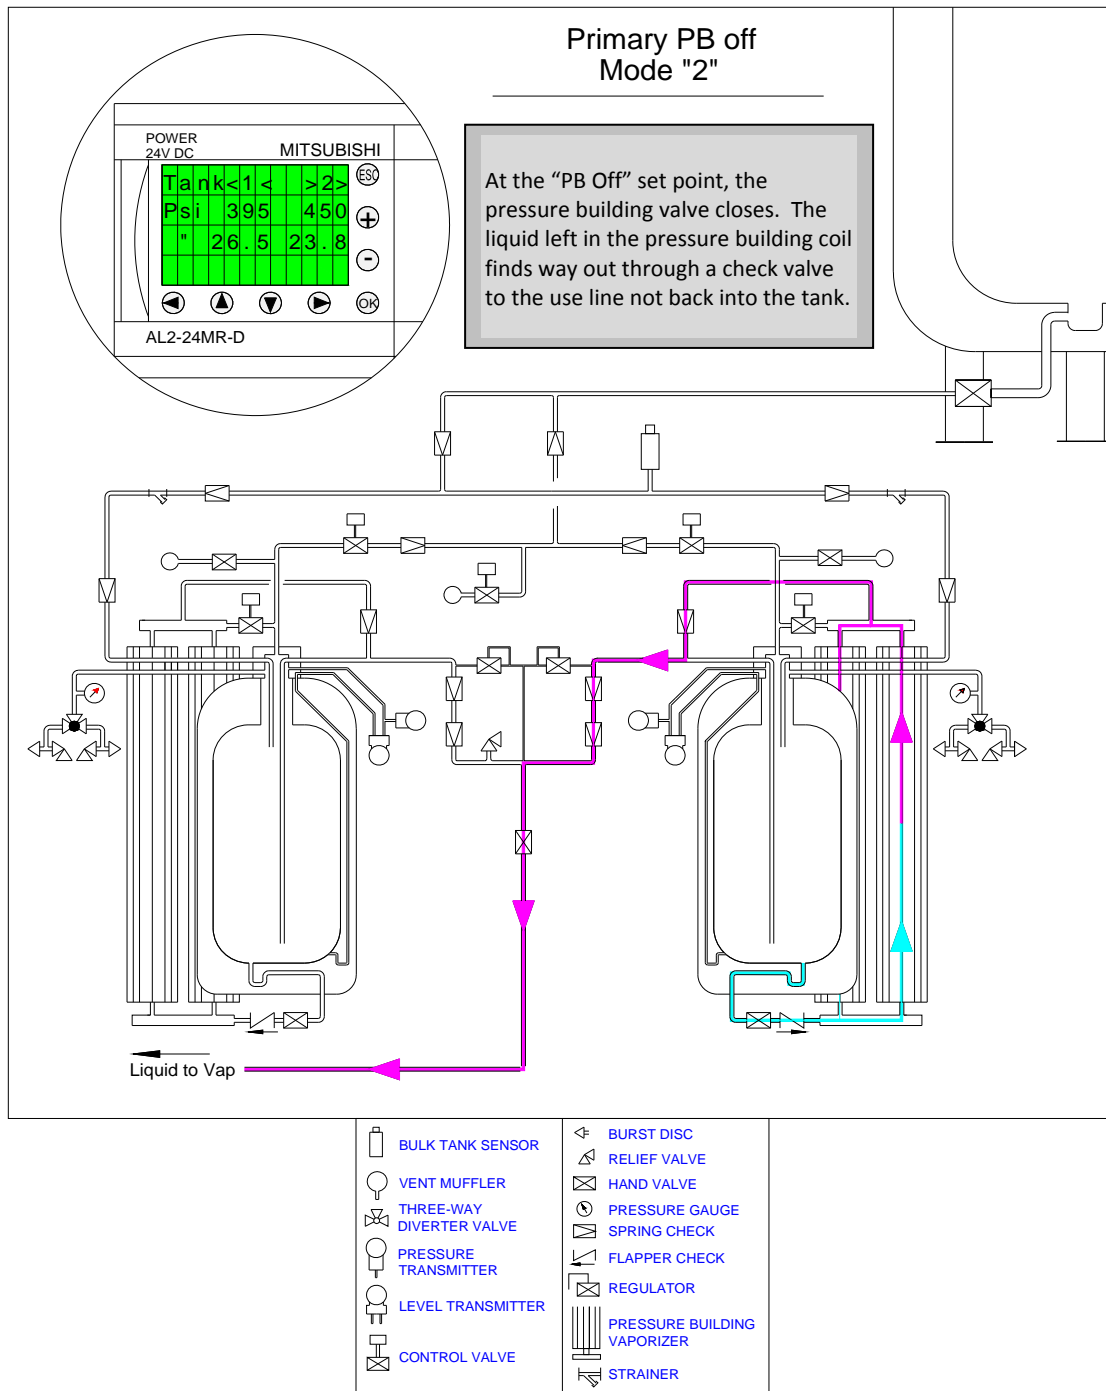 Primary PB off
Mode "2"
POWER
24V DC
MITSUBISHI
Tank<1< >2>
Psi 395 450
" 26.5 23.8
ESC
+
-
OK
AL2-24MR-D
At the “PB Off” set point, the
pressure building valve closes. The
liquid left in the pressure building coil
finds way out through a check valve
to the use line not back into the tank.
Liquid to Vap
BULK TANK SENSOR
VENT MUFFLER
THREE-WAY
DIVERTER VALVE
PRESSURE
TRANSMITTER
LEVEL TRANSMITTER
CONTROL VALVE
BURST DISC
RELIEF VALVE
HAND VALVE
PRESSURE GAUGE
SPRING CHECK
FLAPPER CHECK
REGULATOR
PRESSURE BUILDING
VAPORIZER
STRAINER